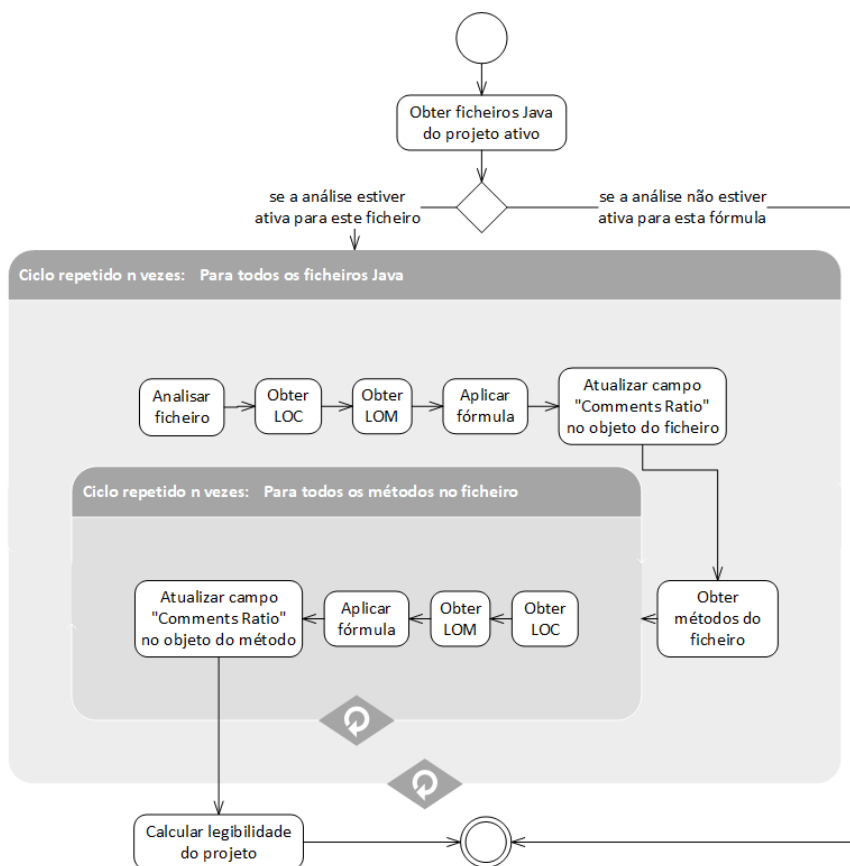 Obter ficheiros Java
do projeto ativo
se a análise estiver
ativa para este ficheiro
se a análise não estiver
ativa para esta fórmula
Ciclo repetido n vezes: Para todos os ficheiros Java
Analisar
ficheiro
Obter
LOC
Obter
LOM
Aplicar
fórmula
Atualizar campo
"Comments Ratio"
no objeto do ficheiro
Ciclo repetido n vezes: Para todos os métodos no ficheiro
Atualizar campo
"Comments Ratio"
no objeto do método
Aplicar
fórmula
Obter
LOM
Obter
LOC
Obter
métodos do
ficheiro
Calcular legibilidade
do projeto